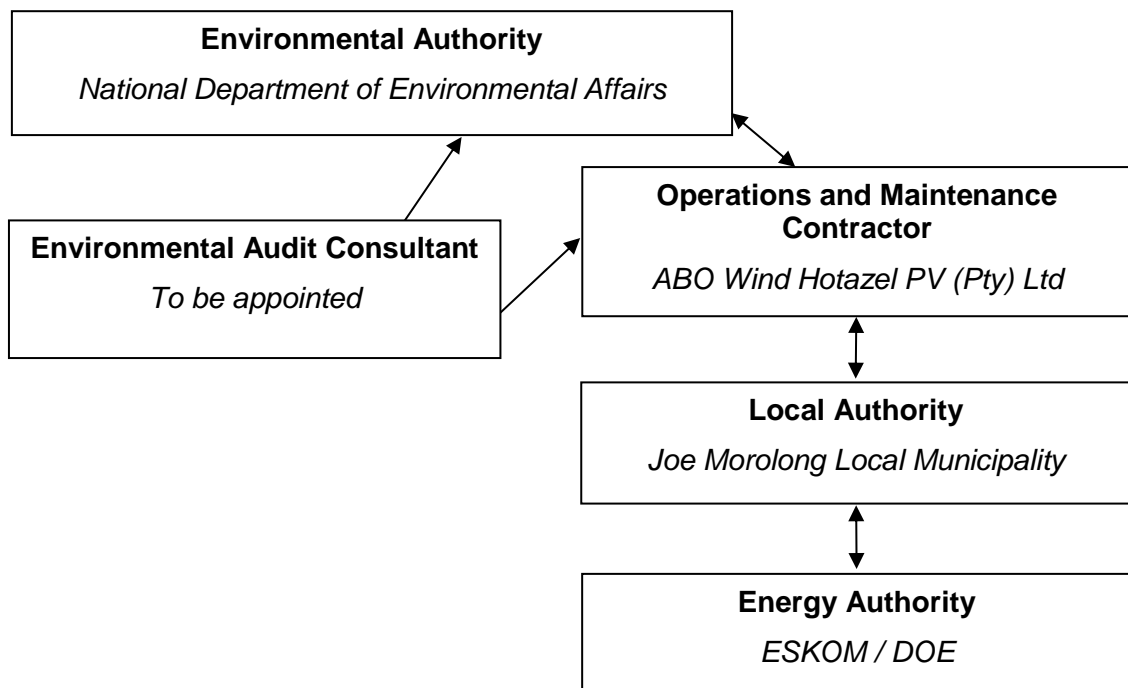 Environmental Authority
National Department of Environmental Affairs
Operations and Maintenance
Contractor
ABO Wind Hotazel PV (Pty) Ltd
Environmental Audit Consultant
To be appointed
Local Authority
Joe Morolong Local Municipality
Energy Authority
ESKOM / DOE